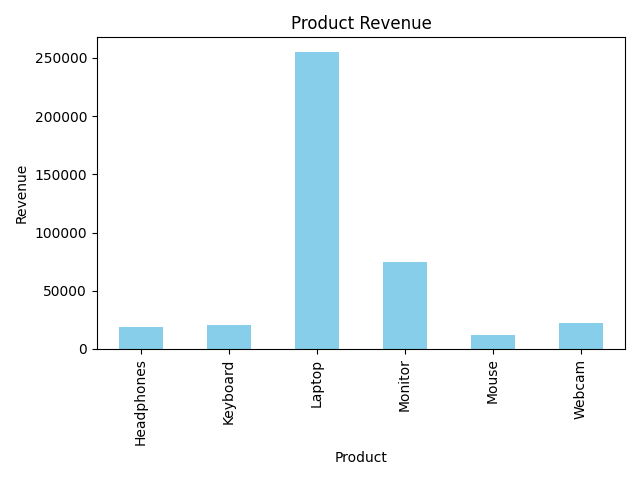 Product Revenue
250000
200000
150000
100000
50000
0
Revenue
Headphones
Keyboard
Laptop
Monitor
Mouse
Webcam
Product